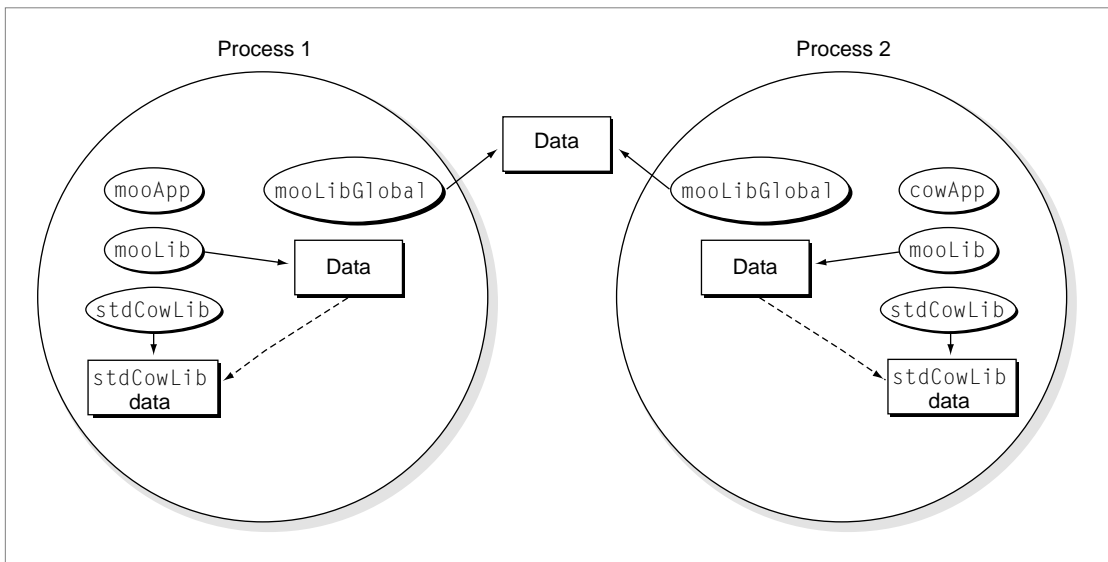 Process 1
Process 2
Data
mooApp
mooLibGlobal
mooLibGlobal
cowApp
mooLib
Data
Data
mooLib
stdCowLib
stdCowLib
stdCowLib
data
stdCowLib
data